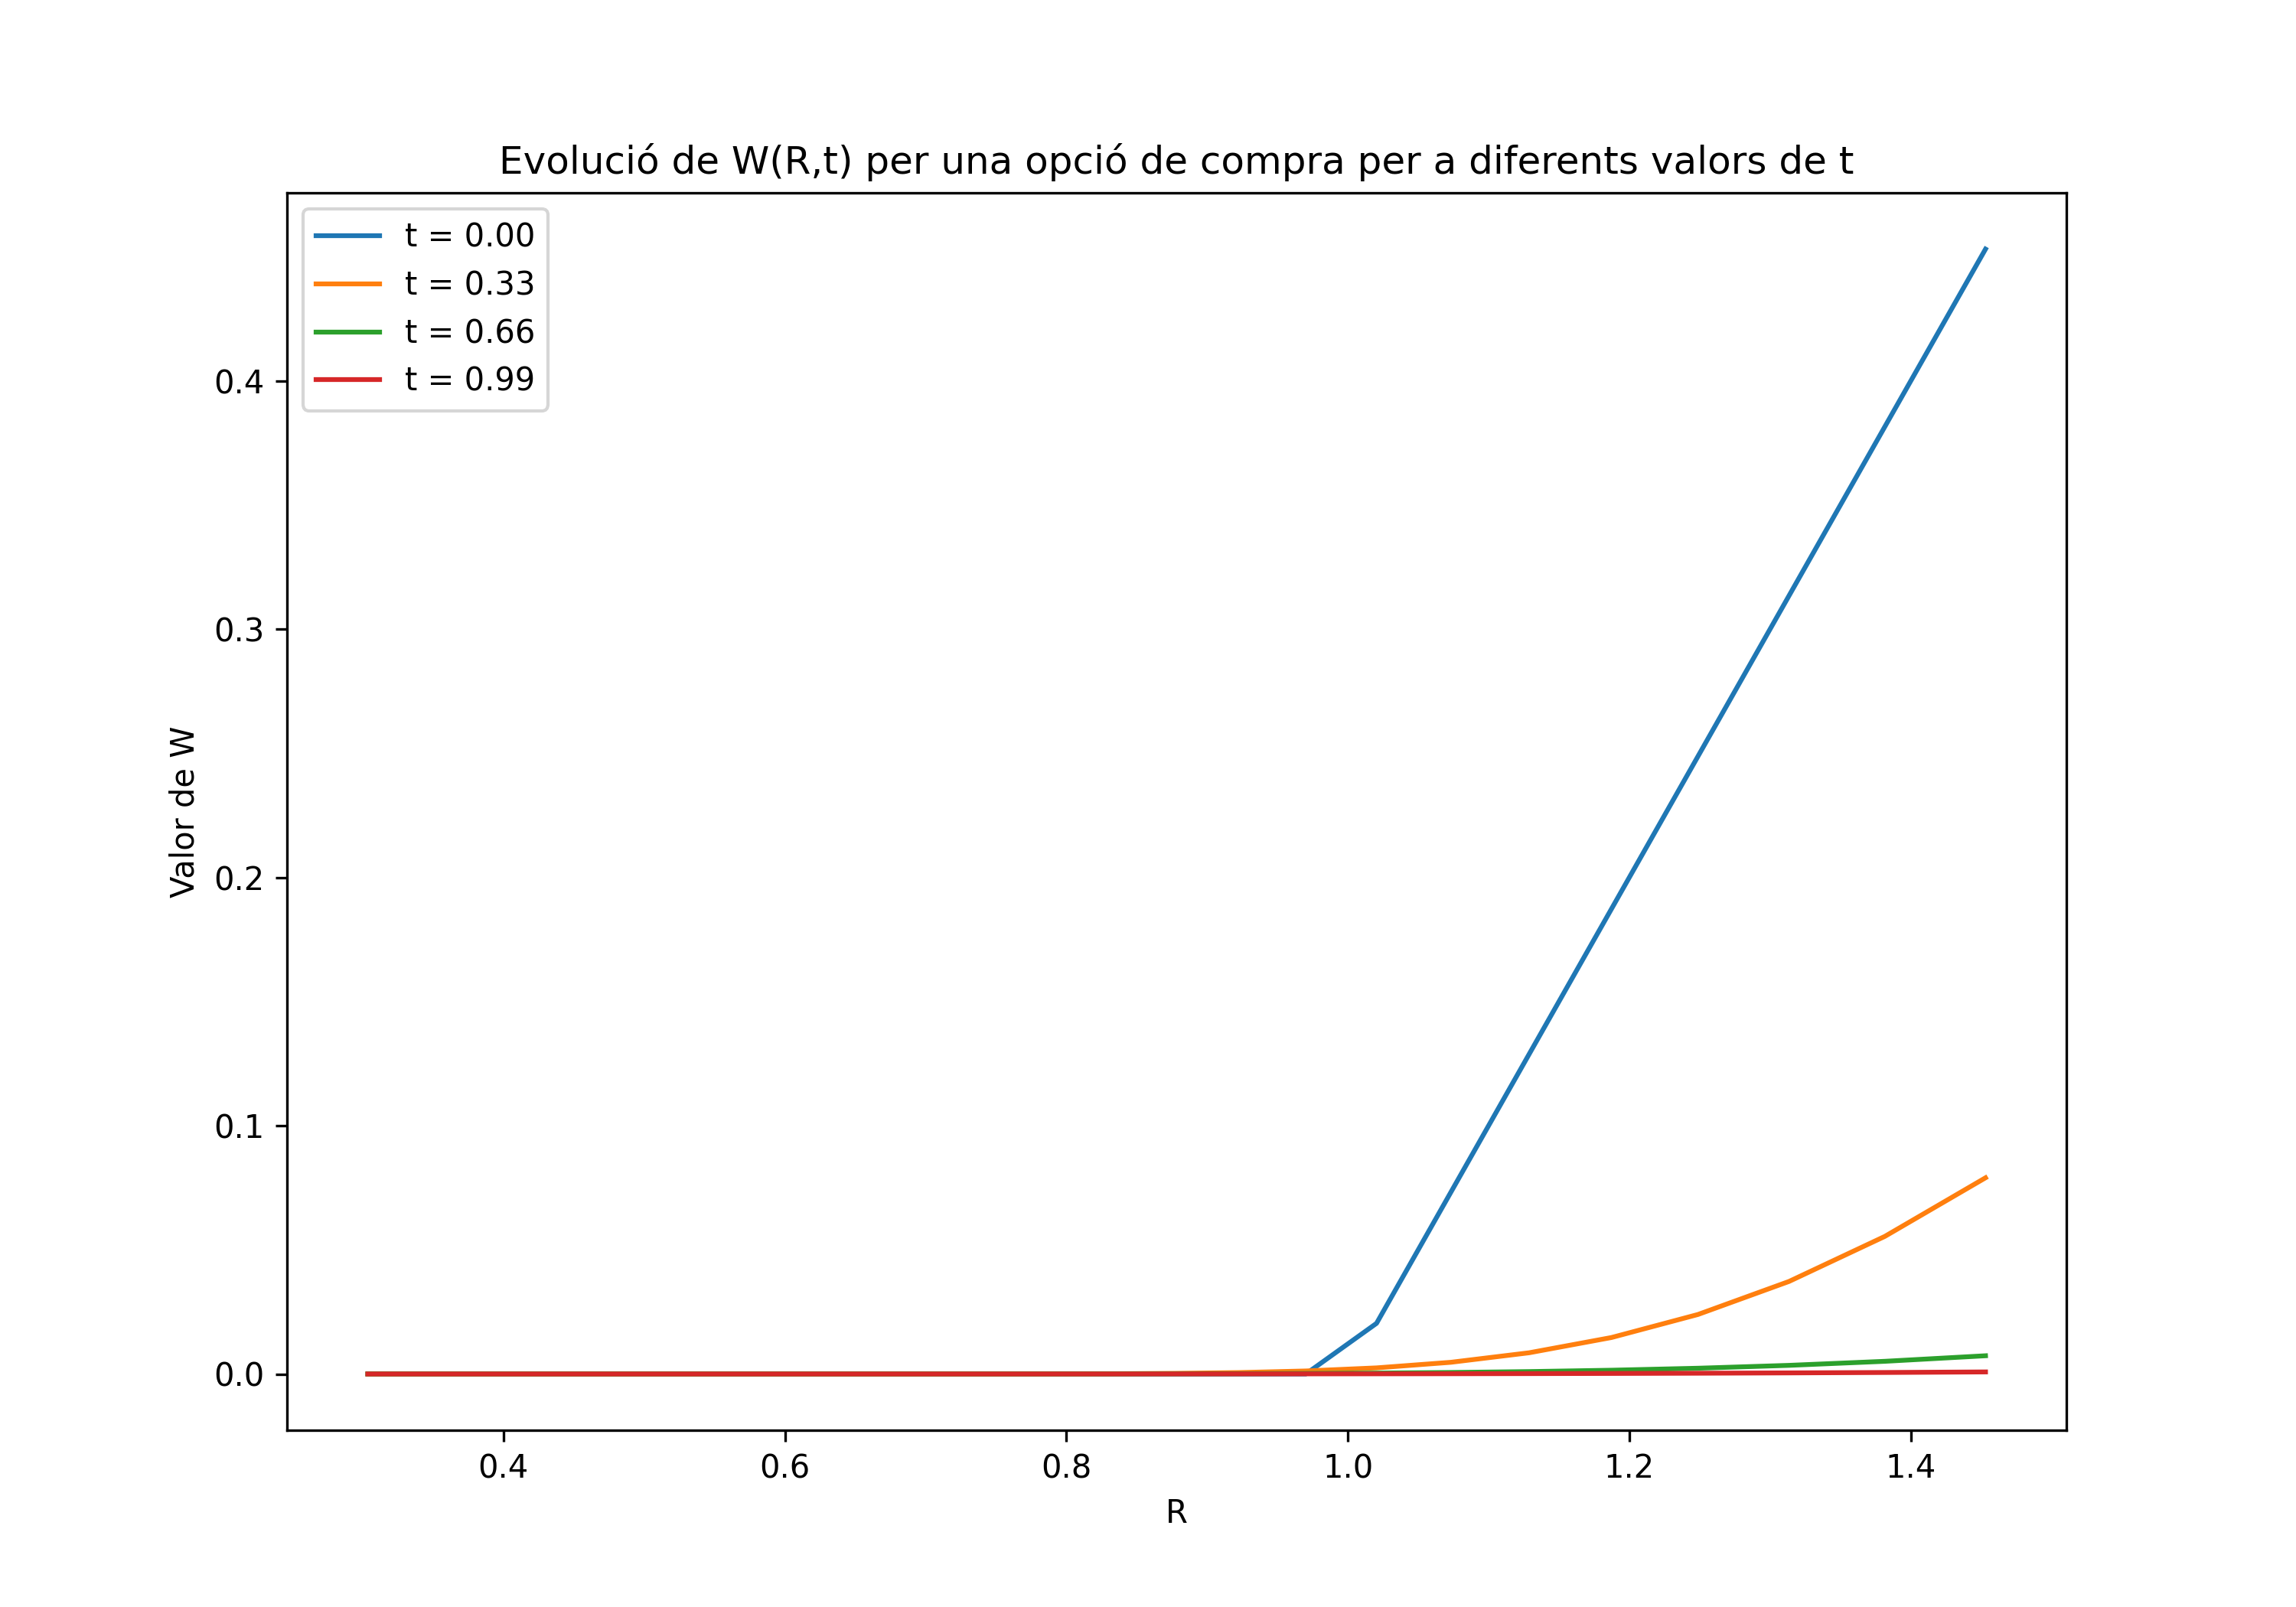 Evolució de W(R,t) per una opció de compra per a diferents valors de t
t = 0.00
t = 0.33
t = 0.66
t = 0.99
Valor de W
0.4
0.3
0.2
0.1
0.0
0.4 0.6 0.8 1.0 1.2 1.4
R